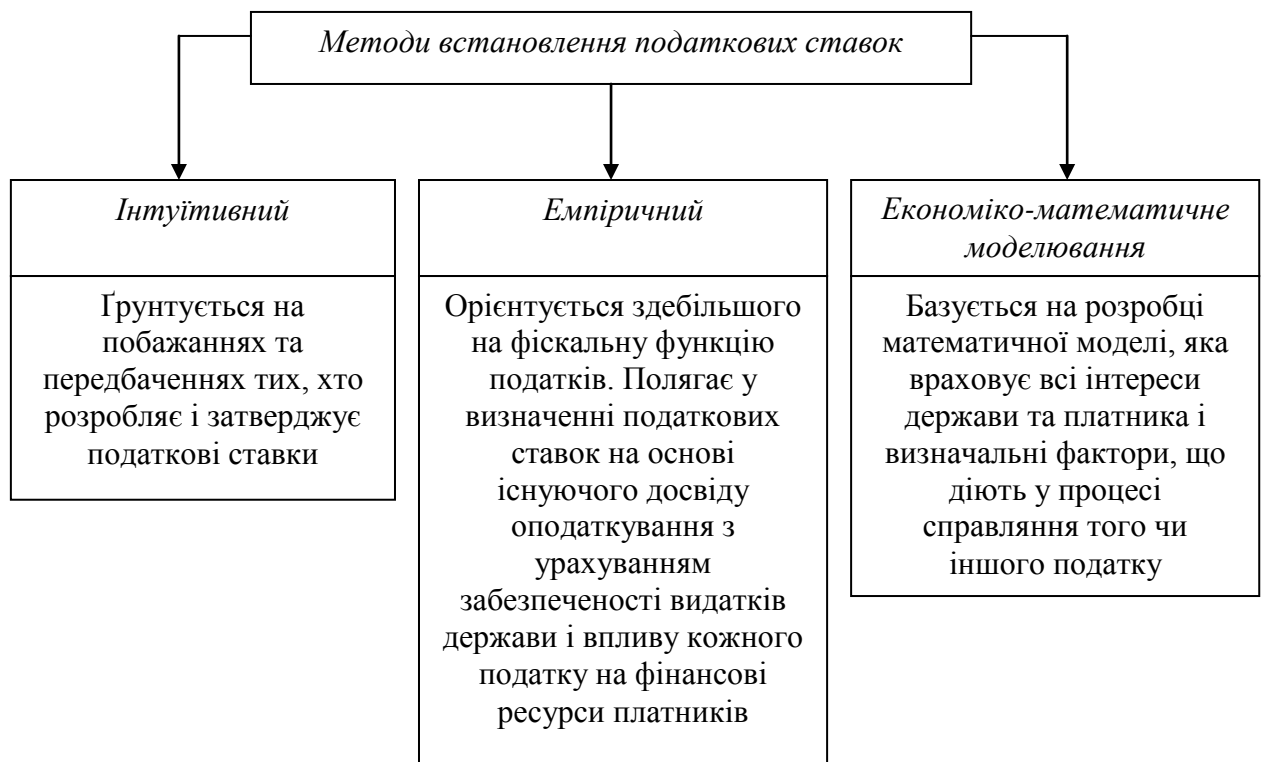 Методи встановлення податкових ставок
Інтуїтивний
Ґрунтується на
побажаннях та
передбаченнях тих, хто
розробляє і затверджує
податкові ставки
Емпіричний
Орієнтується здебільшого
на фіскальну функцію
податків. Полягає у
визначенні податкових
ставок на основі
існуючого досвіду
оподаткування з
урахуванням
забезпеченості видатків
держави і впливу кожного
податку на фінансові
ресурси платників
Економіко-математичне
моделювання
Базується на розробці
математичної моделі, яка
враховує всі інтереси
держави та платника і
визначальні фактори, що
діють у процесі
справляння того чи
іншого податку